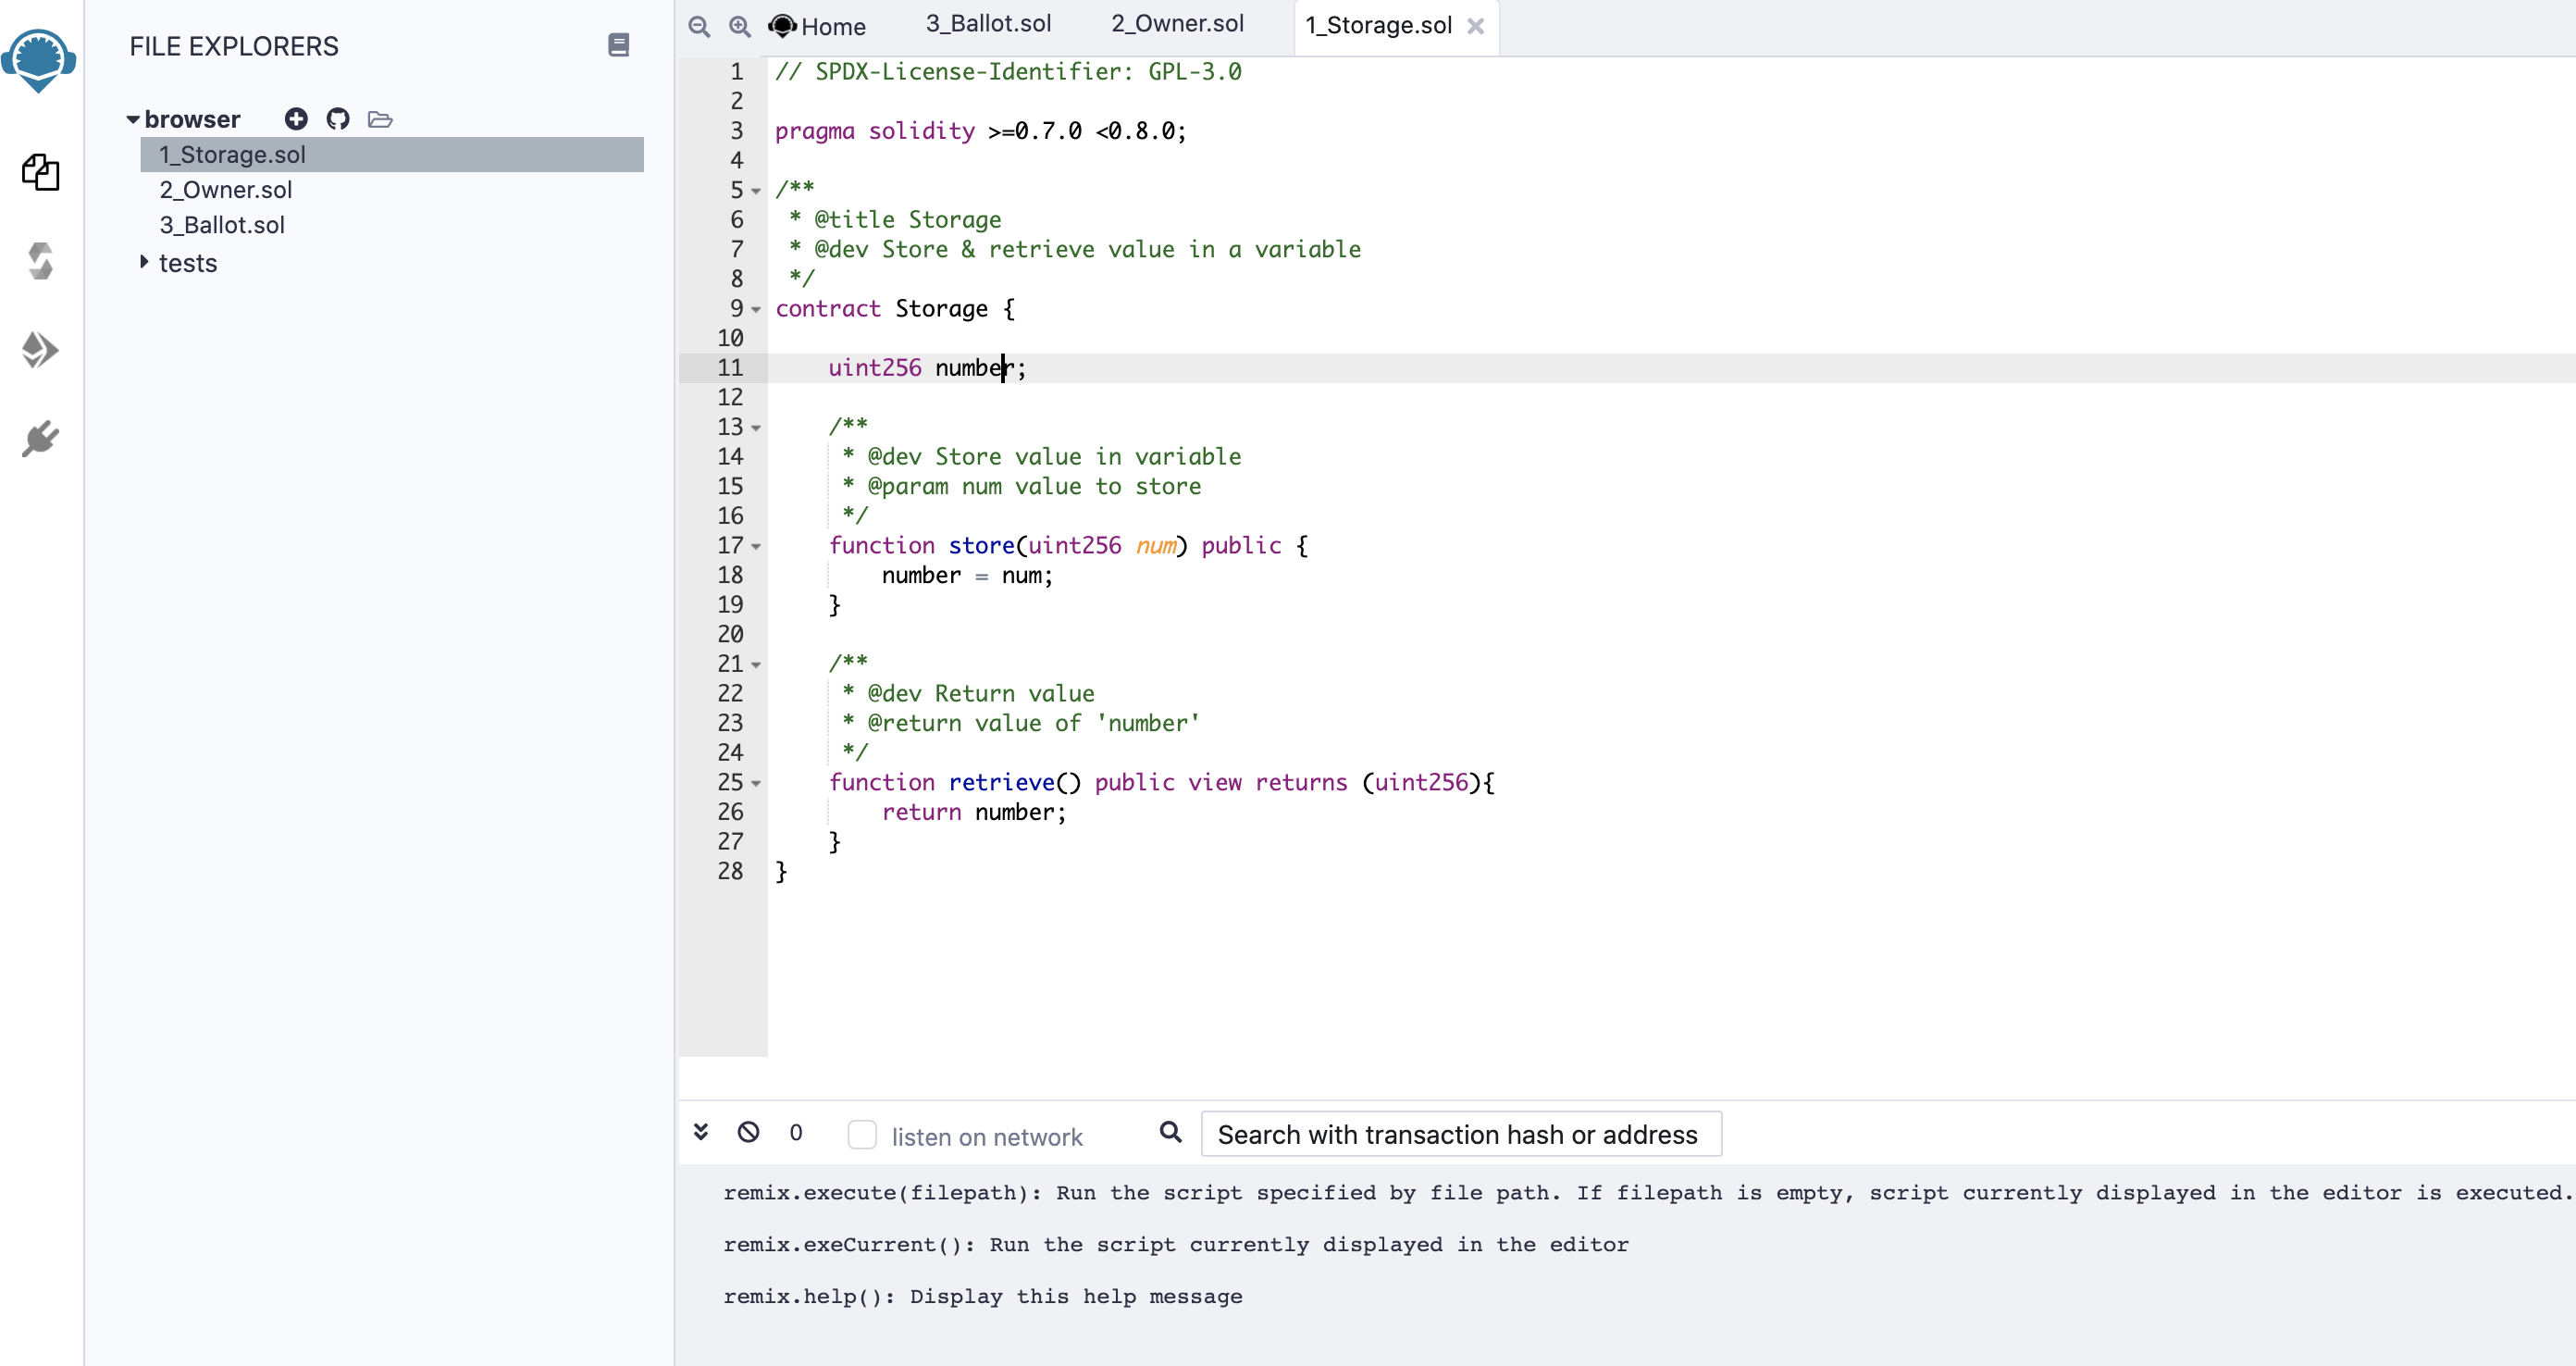 FILE EXPLORERS
browser
1_Storage.sol
2_Owner.sol
3_Ballot.sol
tests
Home 3_Ballot.sol 2_Owner.sol 1_Storage.sol
1 // SPDX-License-Identifier: GPL-3.0
2
3 pragma solidity >=0.7.0 <0.8.0;
4
5 /**
6  * @title Storage
7  * @dev Store & retrieve value in a variable
8  */
9 contract Storage {
10
11     uint256 number;
12
13     /**
14      * @dev Store value in variable
15      * @param num value to store
16      */
17     function store(uint256 num) public {
18         number = num;
19     }
20
21     /**
22      * @dev Return value
23      * @return value of 'number'
24      */
25     function retrieve() public view returns (uint256){
26         return number;
27     }
28 }
0 listen on network Search with transaction hash or address
remix.execute(filepath): Run the script specified by file path. If filepath is empty, script currently displayed in the editor is executed.
remix.exeCurrent(): Run the script currently displayed in the editor
remix.help(): Display this help message